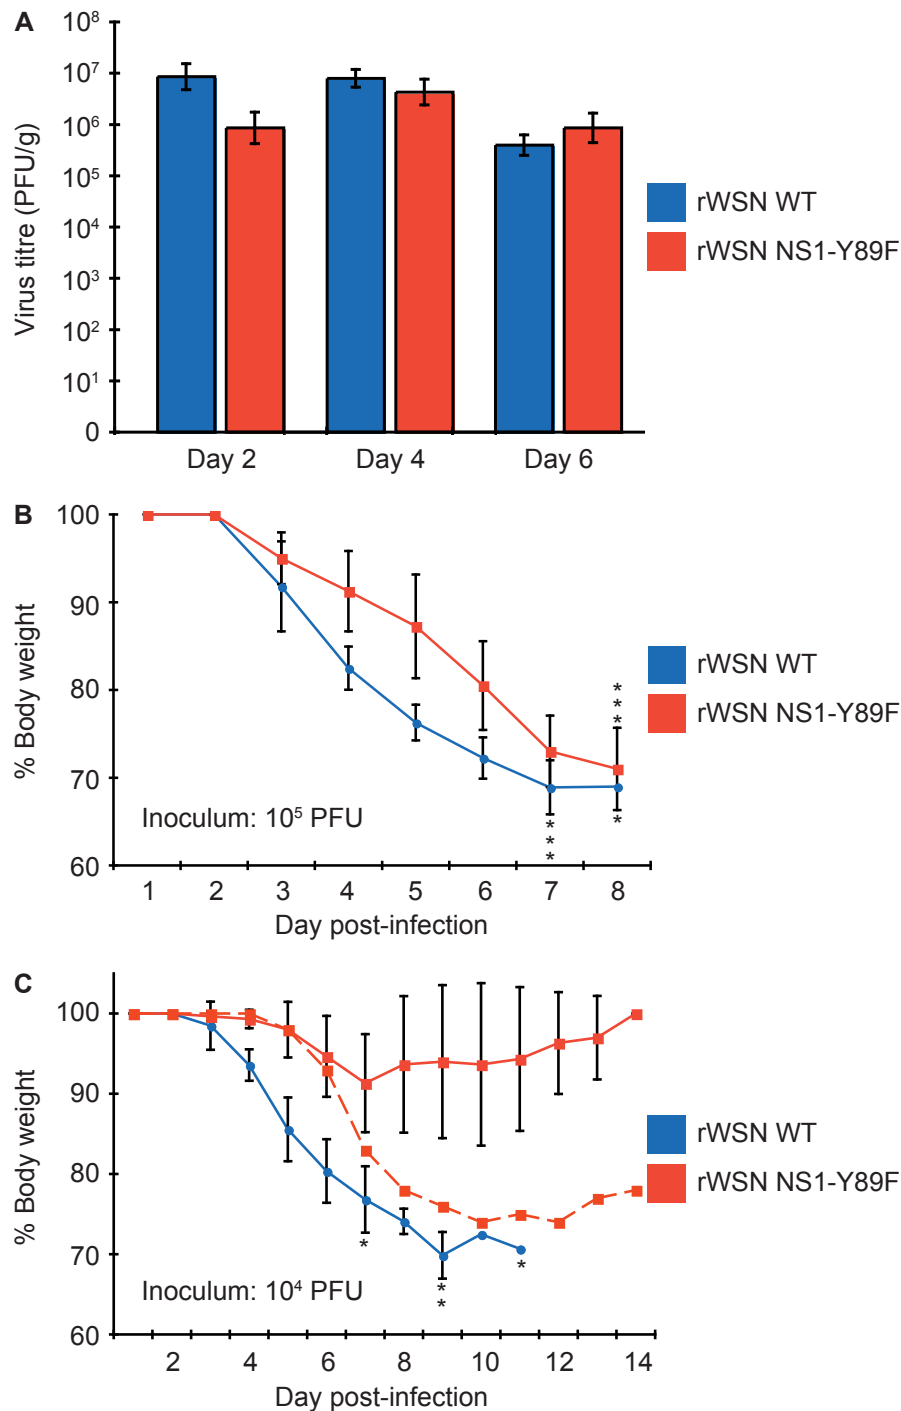 A
10⁸
10⁷
10⁶
10⁵
10⁴
10³
10²
10¹
0
Virus titre (PFU/g)
Day 2 Day 4 Day 6
rWSN WT
rWSN NS1-Y89F
B
100
90
80
70
60
% Body weight
* * *
* * *
*
Inoculum: 10⁵ PFU
1 2 3 4 5 6 7 8
Day post-infection
rWSN WT
rWSN NS1-Y89F
C
100
90
80
70
60
% Body weight
*
* *
*
Inoculum: 10⁴ PFU
2 4 6 8 10 12 14
Day post-infection
rWSN WT
rWSN NS1-Y89F